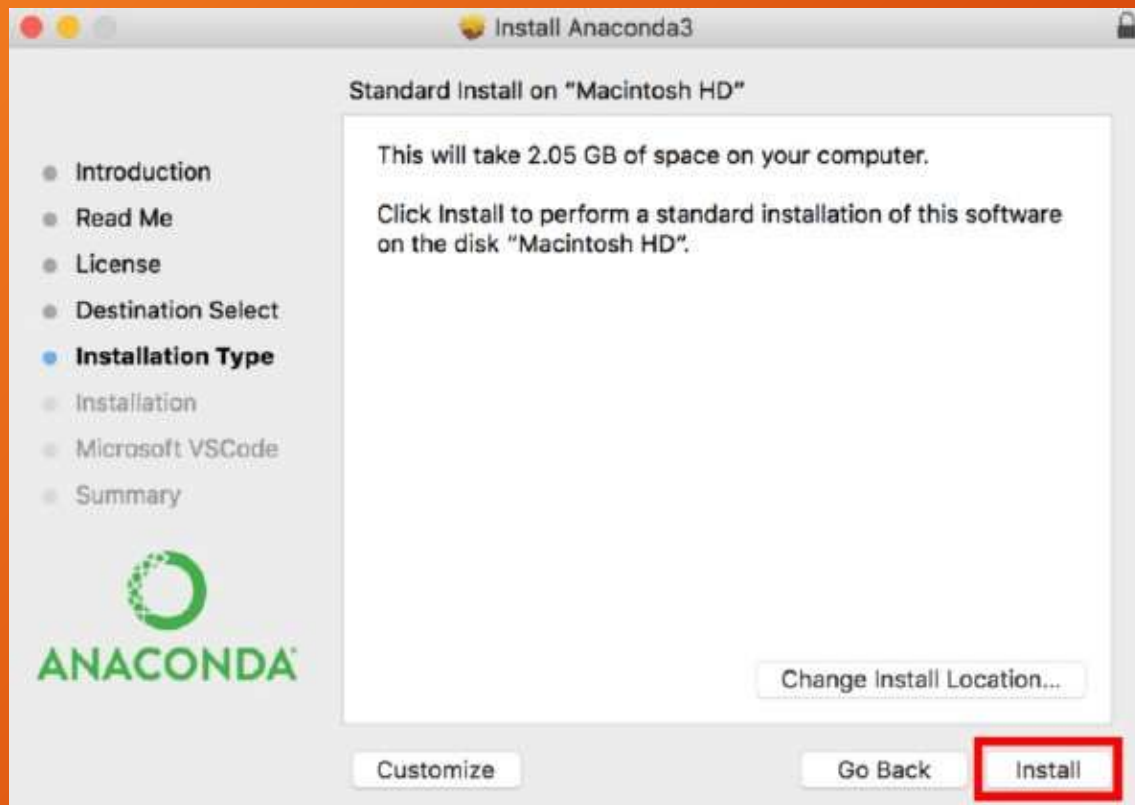 Install Anaconda3
Standard Install on "Macintosh HD"
Introduction
Read Me
License
Destination Select
Installation Type
Installation
Microsoft VSCode
Summary
ANACONDA
This will take 2.05 GB of space on your computer.
Click Install to perform a standard installation of this software
on the disk "Macintosh HD".
Change Install Location...
Customize
Go Back
Install